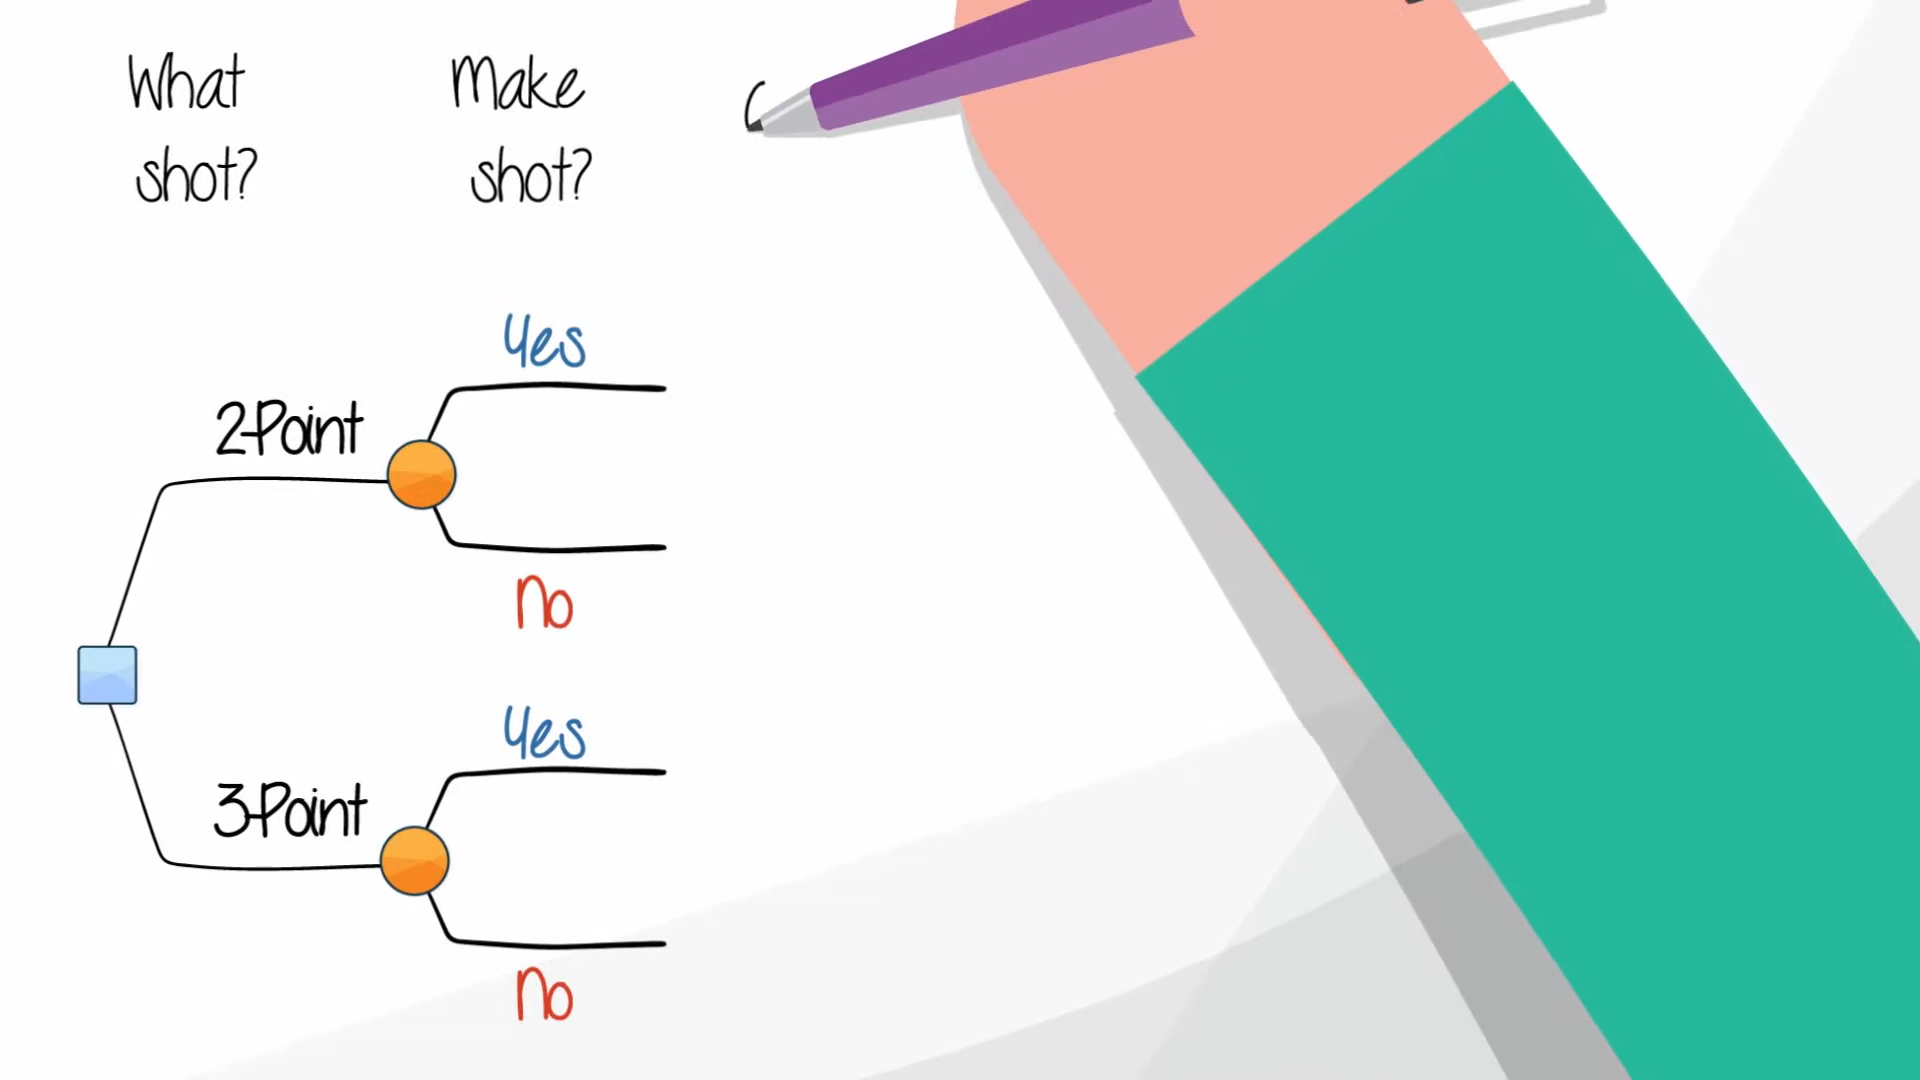 What
shot?
Make
shot?
Yes
2-Point
No
Yes
3-Point
No